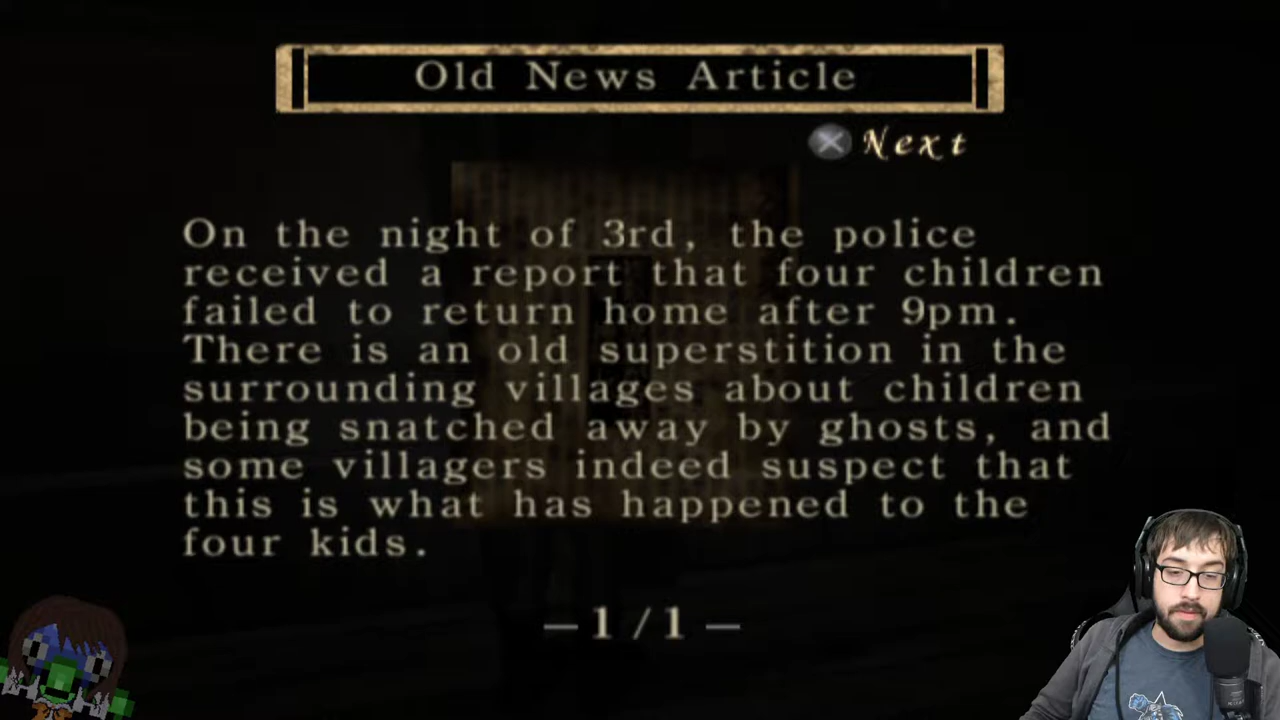 Old News Article
Next
On the night of 3rd, the police
received a report that four children
failed to return home after 9pm.
There is an old superstition in the
surrounding villages about children
being snatched away by ghosts, and
some villagers indeed suspect that
this is what has happened to the
four kids.
— 1 / 1 —